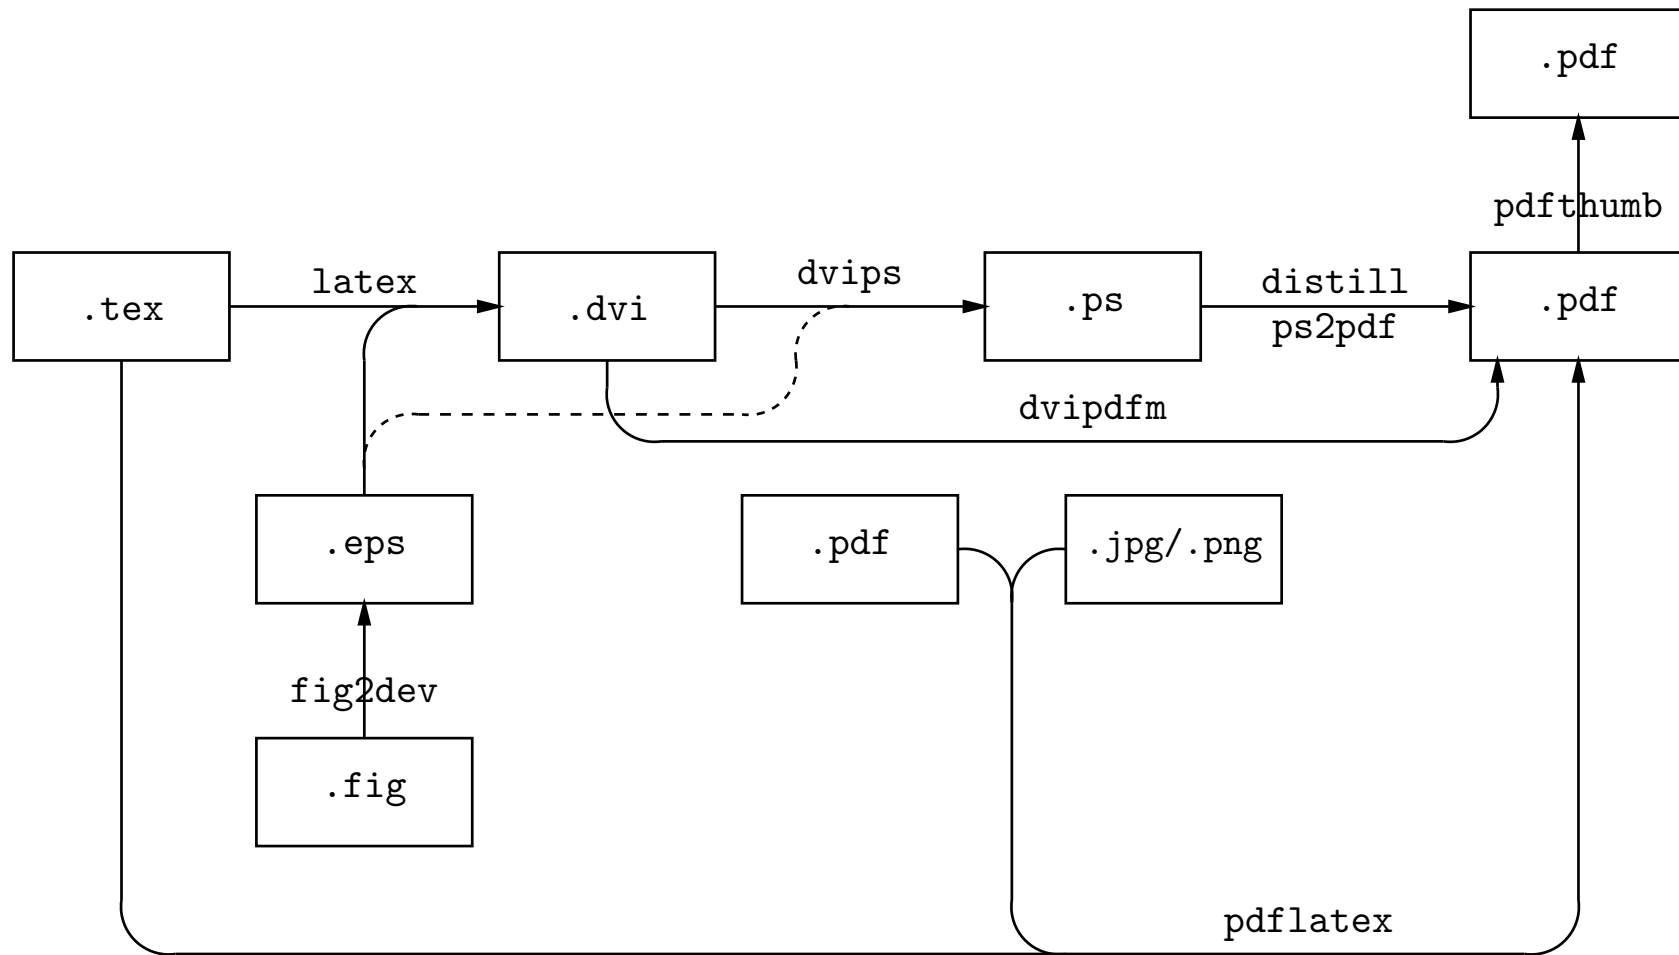 .pdf
pdfthumb
latex
dvips
distill
.tex
.dvi
.ps
.pdf
ps2pdf
dvipdfm
.eps
.pdf
.jpg/.png
fig2dev
.fig
pdflatex